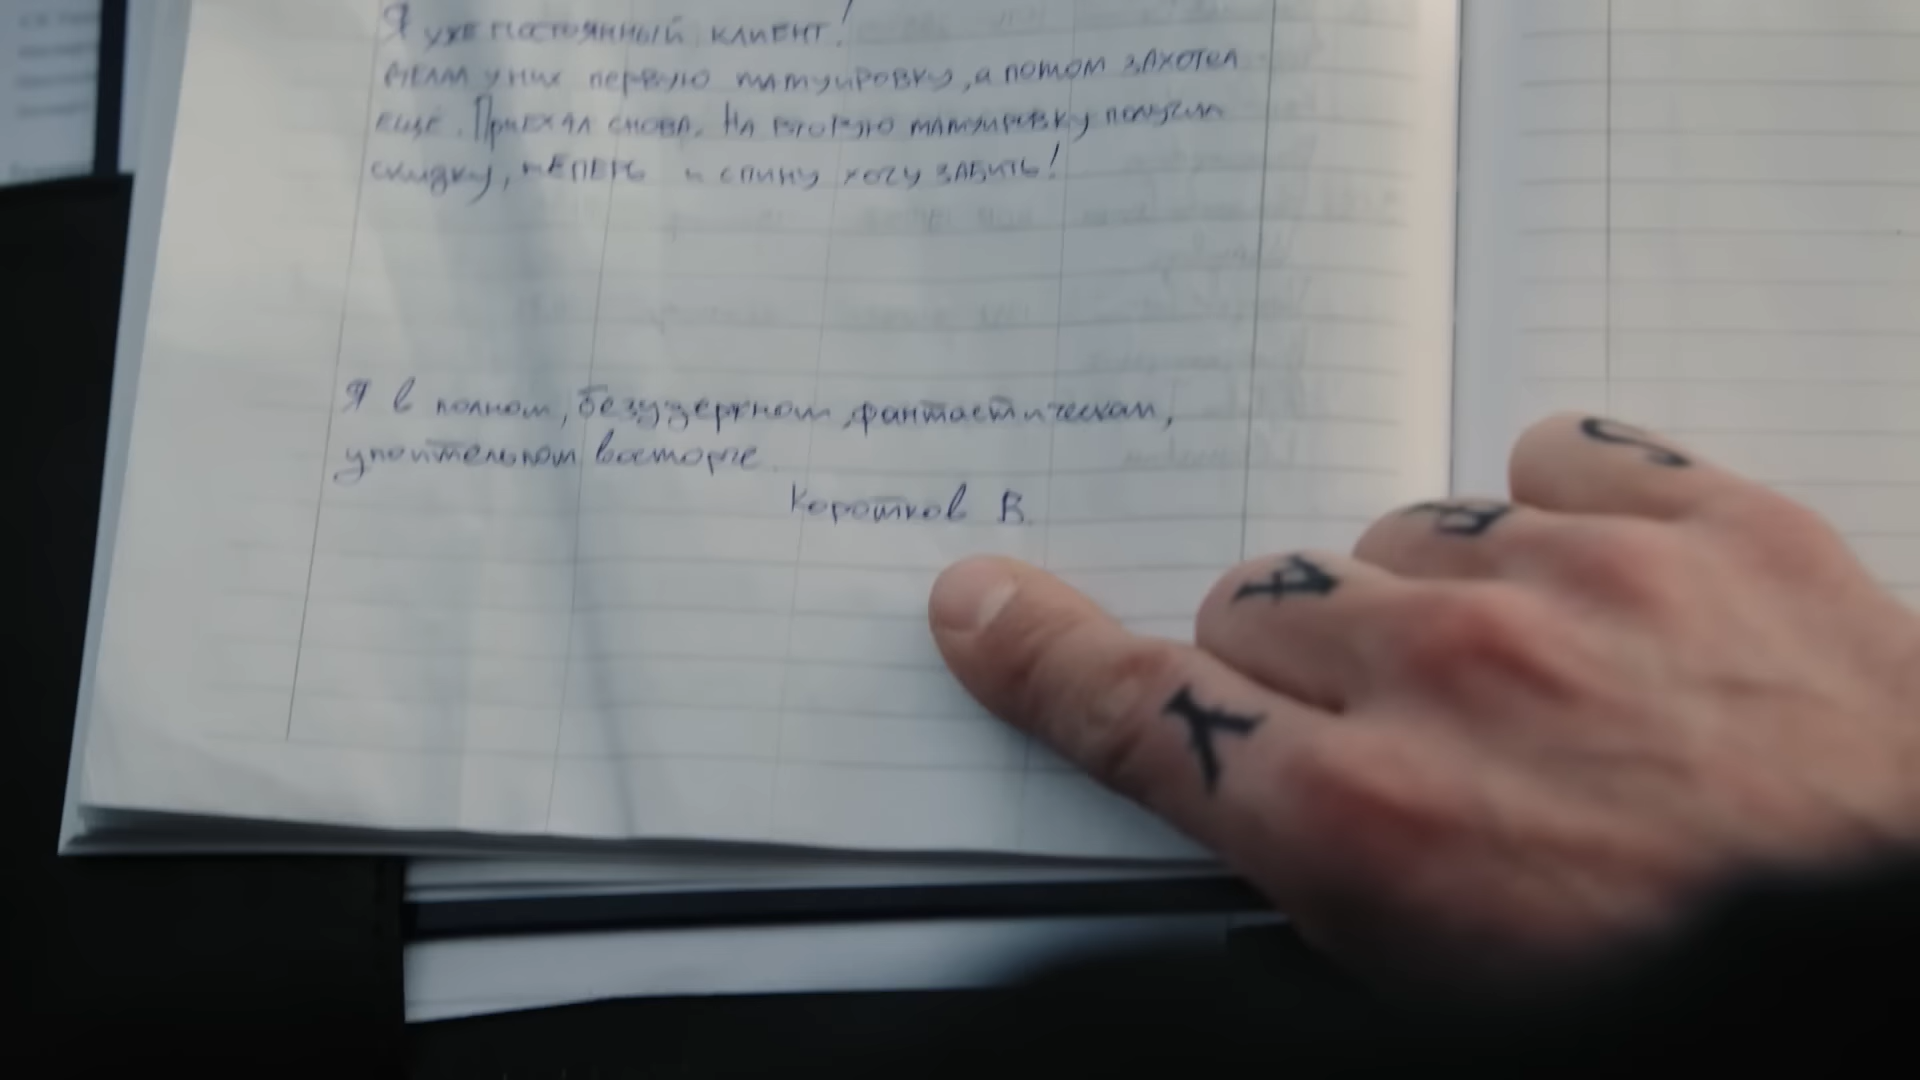 Я уже постоянный клиент!
делал у них первую татуировку, а потом захотел
еще. Приехал снова. На вторую татуировку получил
скидку, теперь и спину хочу забить!
Я в полном, безудержном, фантастическом,
упоительном восторге.
Коротков В.